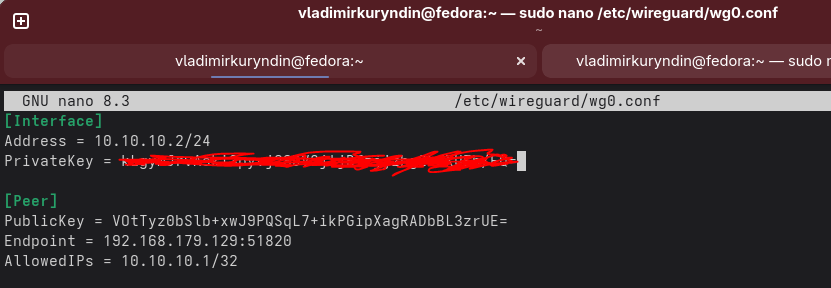 vladimirkuryndin@fedora:~ — sudo nano /etc/wireguard/wg0.conf
~
vladimirkuryndin@fedora:~ ×
vladimirkuryndin@fedora:~ — sudo
GNU nano 8.3 /etc/wireguard/wg0.conf
[Interface]
Address = 10.10.10.2/24
PrivateKey =
[Peer]
PublicKey = VOtTyz0bSlb+xwJ9PQSqL7+ikPGipXagRADbBL3zrUE=
Endpoint = 192.168.179.129:51820
AllowedIPs = 10.10.10.1/32